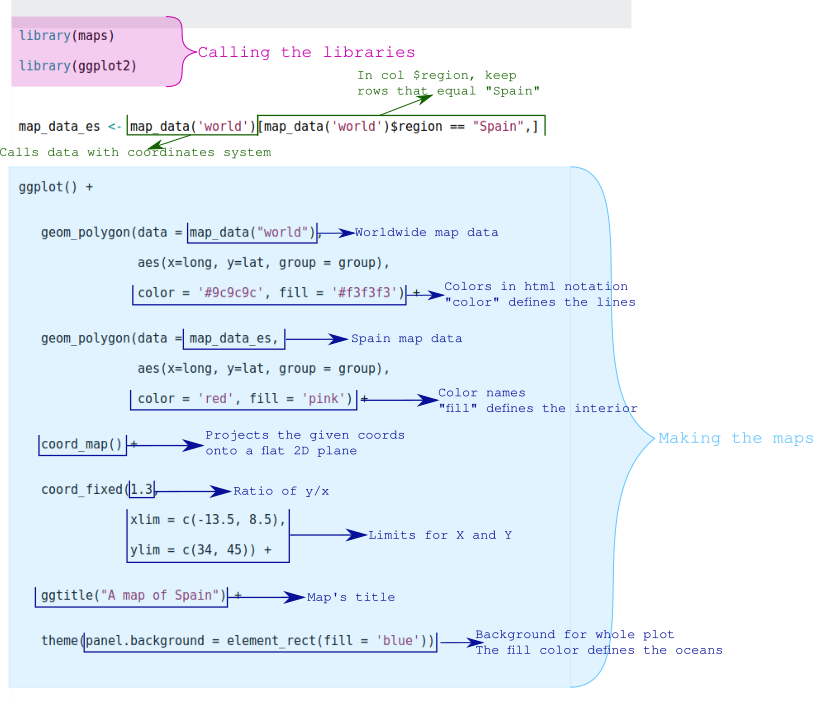 library(maps)
Calling the libraries
library(ggplot2)
In col $region, keep
rows that equal "Spain"
map_data_es <- map_data('world')[map_data('world')$region == "Spain",]
Calls data with coordinates system
ggplot() +
geom_polygon(data = map_data("world"), Worldwide map data
aes(x=long, y=lat, group = group),
color = '#9c9c9c', fill = '#f3f3f3') +
Colors in html notation
"color" defines the lines
geom_polygon(data = map_data_es, Spain map data
aes(x=long, y=lat, group = group),
color = 'red', fill = 'pink') +
Color names
"fill" defines the interior
Making the maps
coord_map() +
Projects the given coords
onto a flat 2D plane
coord_fixed(1.3, Ratio of y/x
xlim = c(-13.5, 8.5),
ylim = c(34, 45)) +
Limits for X and Y
ggtitle("A map of Spain") + Map's title
theme(panel.background = element_rect(fill = 'blue'))
Background for whole plot
The fill color defines the oceans